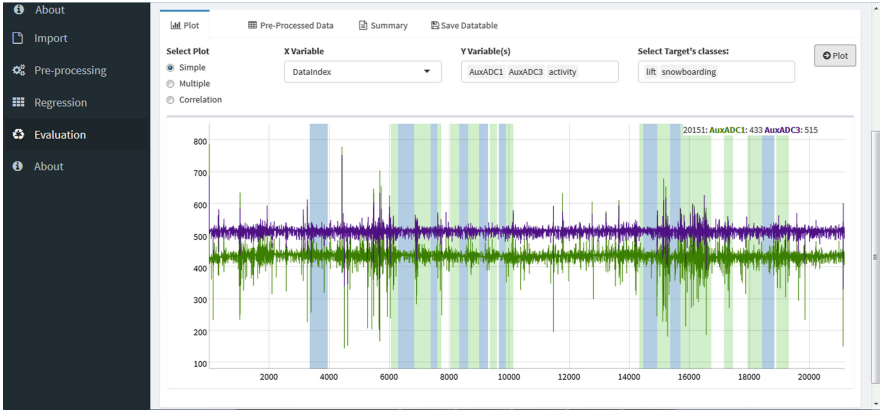 About
Import
Pre-processing
Regression
Evaluation
About
Plot
Pre-Processed Data
Summary
Save Datatable
Select Plot
Simple
Multiple
Correlation
X Variable
DataIndex
Y Variable(s)
AuxADC1 AuxADC3 activity
Select Target's classes:
lift snowboarding
Plot
20151: AuxADC1: 433 AuxADC3: 515
800
700
600
500
400
300
200
100
2000 4000 6000 8000 10000 12000 14000 16000 18000 20000